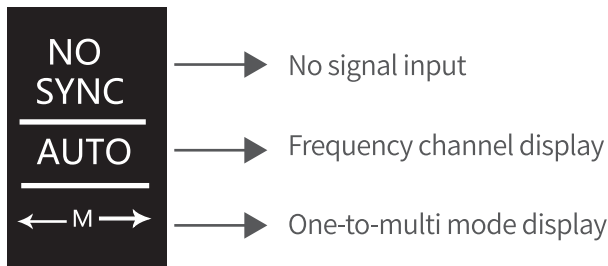 NO
SYNC
No signal input
AUTO
Frequency channel display
M
One-to-multi mode display